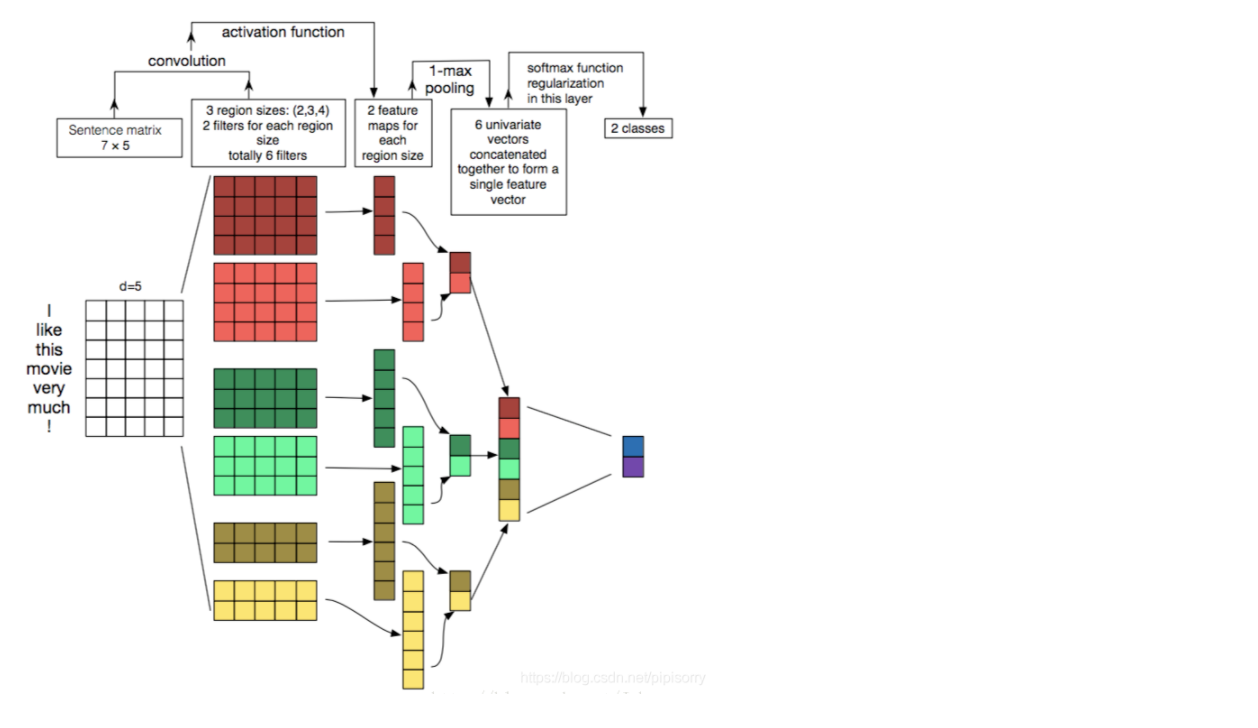 activation function
convolution
1-max
pooling
softmax function
regularization
in this layer
Sentence matrix
7 × 5
3 region sizes: (2,3,4)
2 filters for each region
size
totally 6 filters
2 feature
maps for
each
region size
6 univariate
vectors
concatenated
together to form a
single feature
vector
2 classes
d=5
I
like
this
movie
very
much
!
https://blog.csdn.net/pipisorry